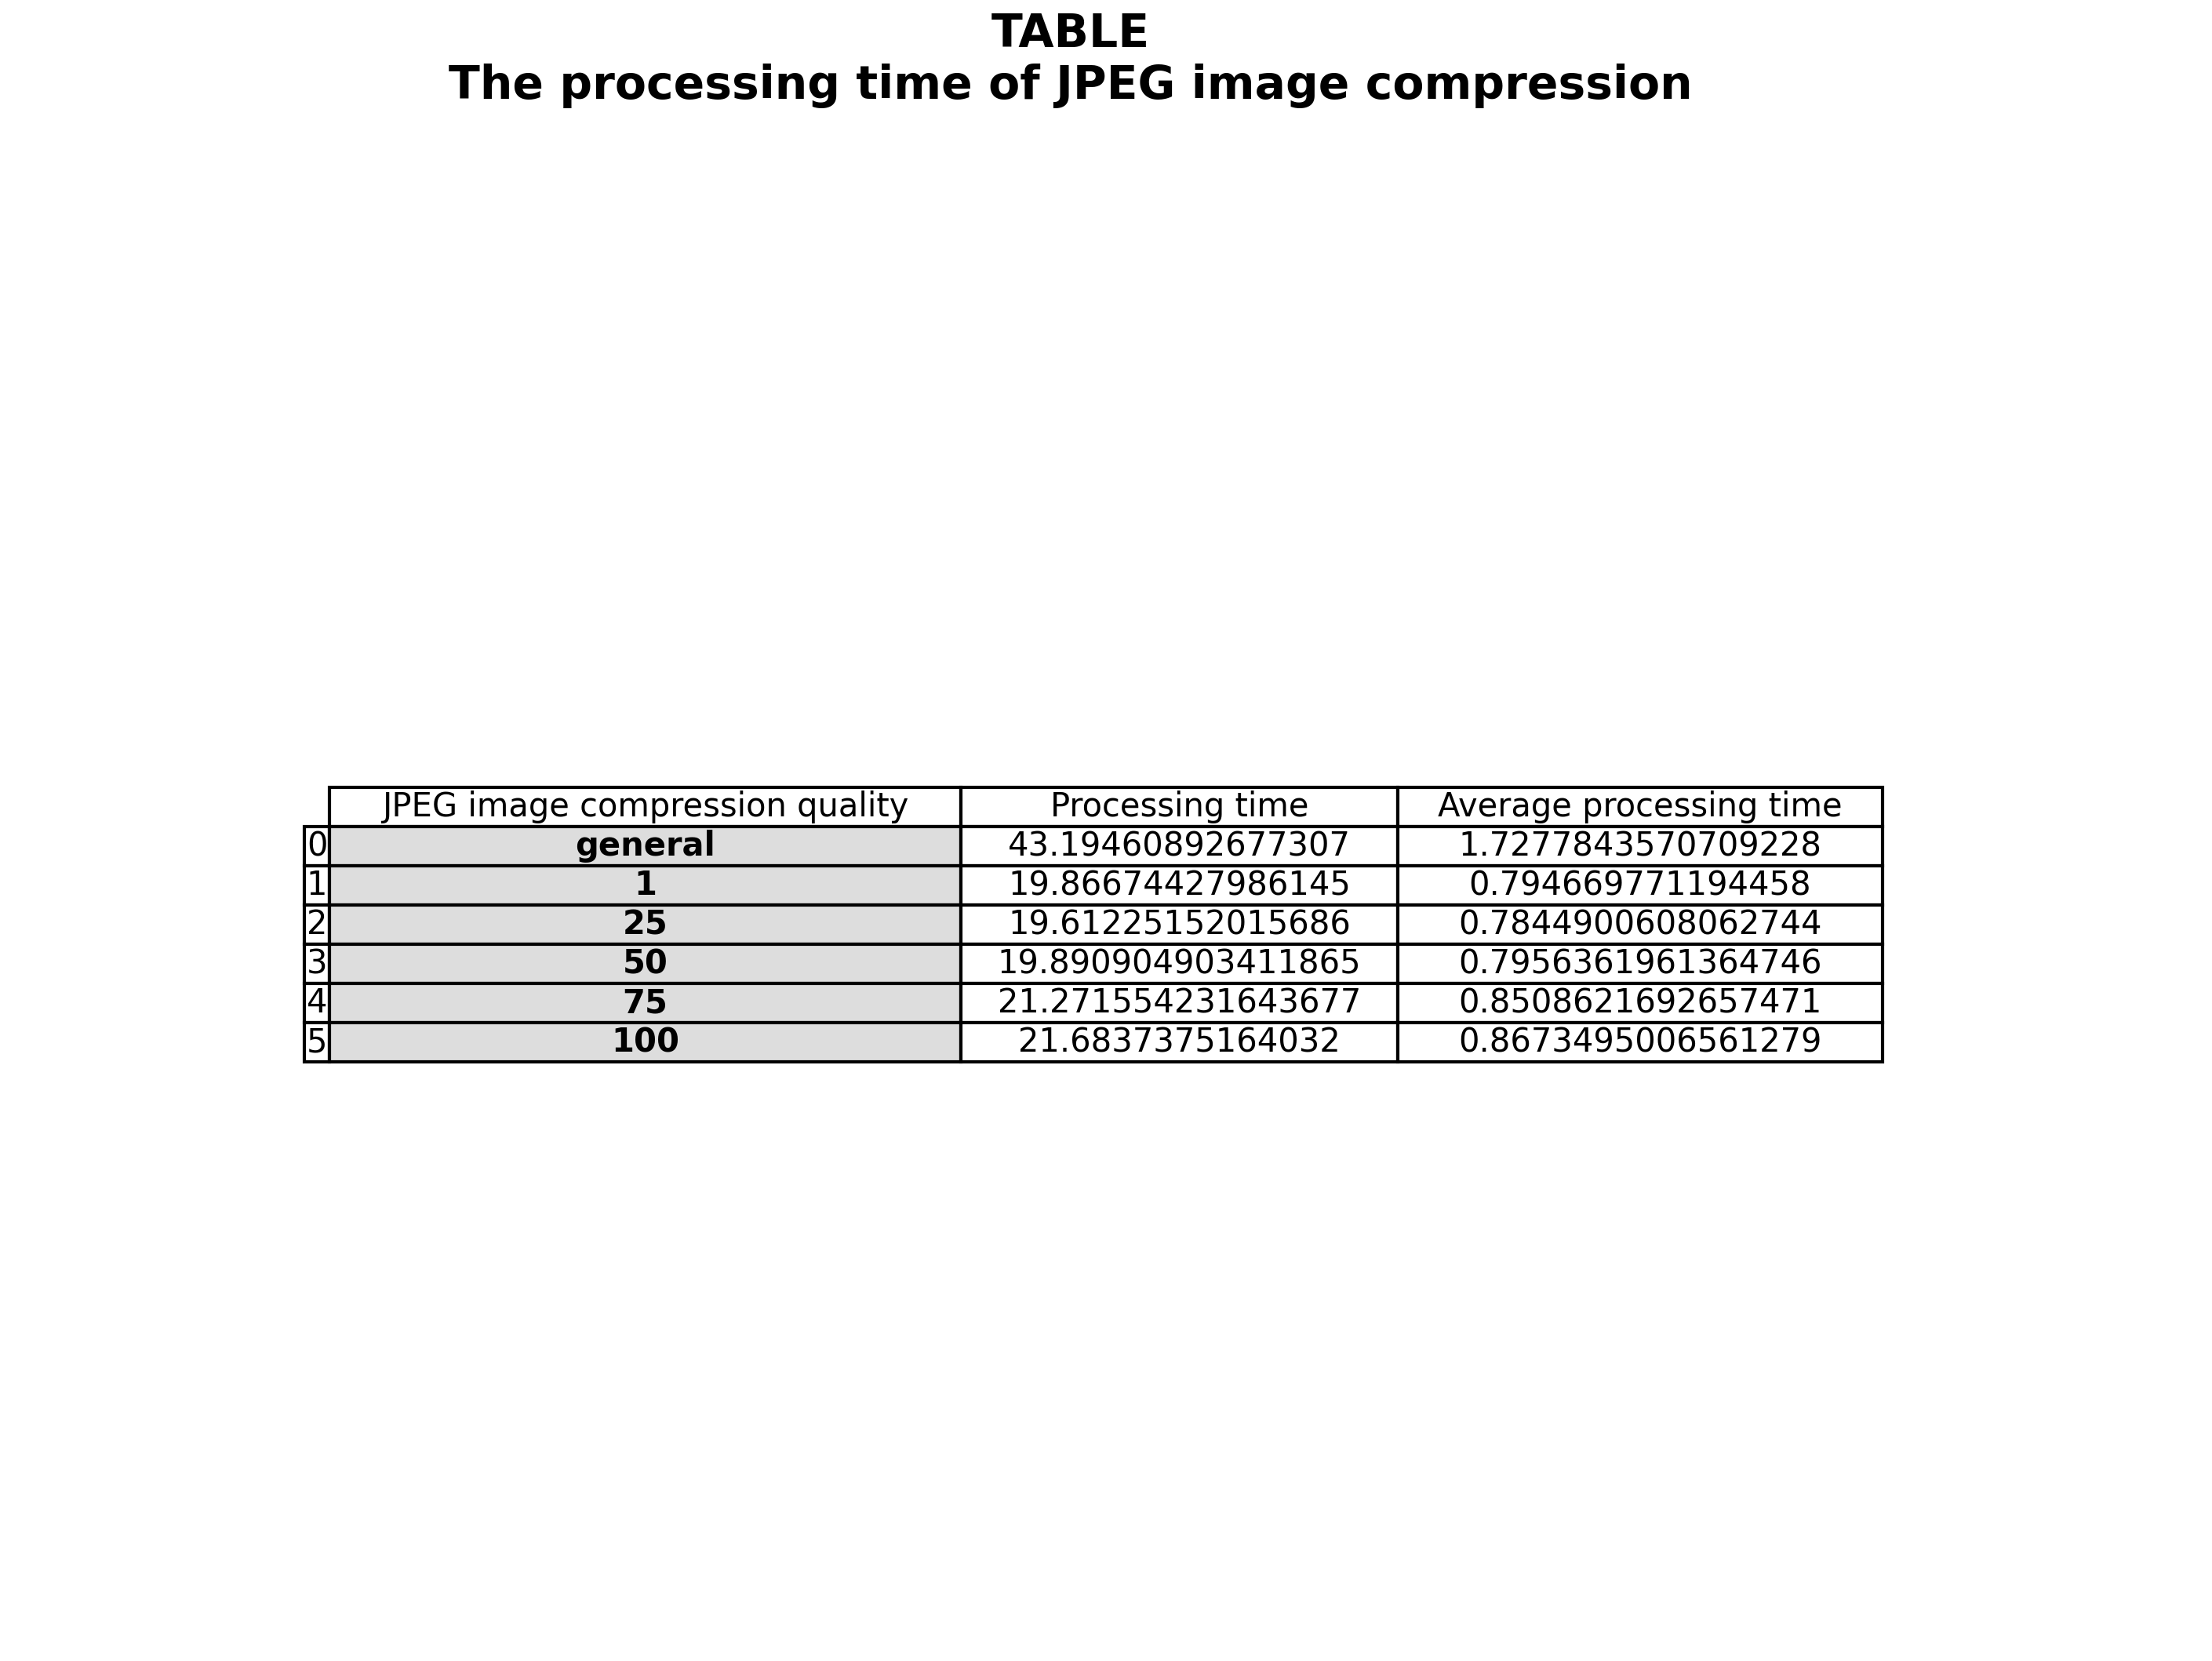 TABLE
The processing time of JPEG image compression
JPEG image compression quality Processing time Average processing time
0 general 43.19460892677307 1.7277843570709228
1 1 19.86674427986145 0.794669771194458
2 25 19.61225152015686 0.7844900608062744
3 50 19.890904903411865 0.7956361961364746
4 75 21.271554231643677 0.8508621692657471
5 100 21.6837375164032 0.8673495006561279